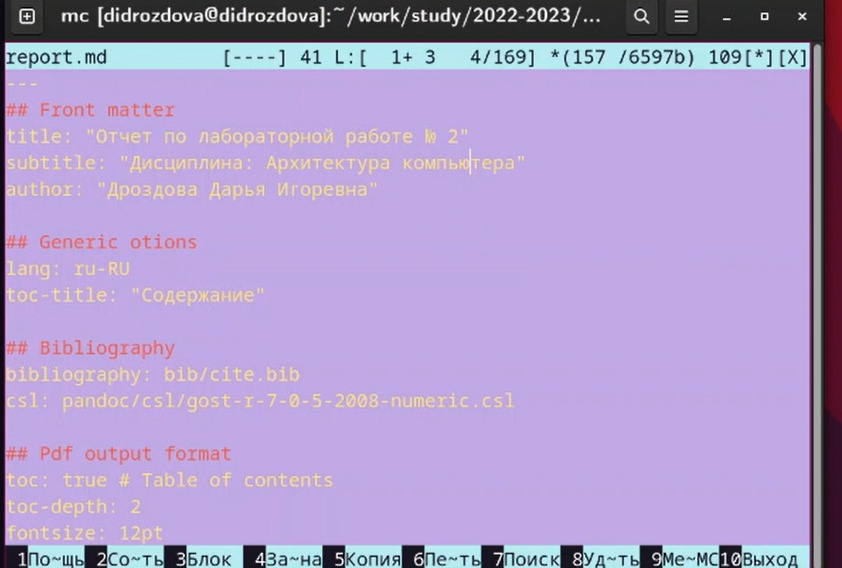 mc [didrozdova@didrozdova]:~/work/study/2022-2023/...
report.md [----] 41 L:[ 1+ 3 4/169] *(157 /6597b) 109[*][X]
---
## Front matter
title: "Отчет по лабораторной работе № 2"
subtitle: "Дисциплина: Архитектура компьютера"
author: "Дроздова Дарья Игоревна"
## Generic otions
lang: ru-RU
toc-title: "Содержание"
## Bibliography
bibliography: bib/cite.bib
csl: pandoc/csl/gost-r-7-0-5-2008-numeric.csl
## Pdf output format
toc: true # Table of contents
toc-depth: 2
fontsize: 12pt
1По~щь 2Со~ть 3Блок 4За~на 5Копия 6Пе~ть 7Поиск 8Уд~ть 9Ме~МС 10Выход